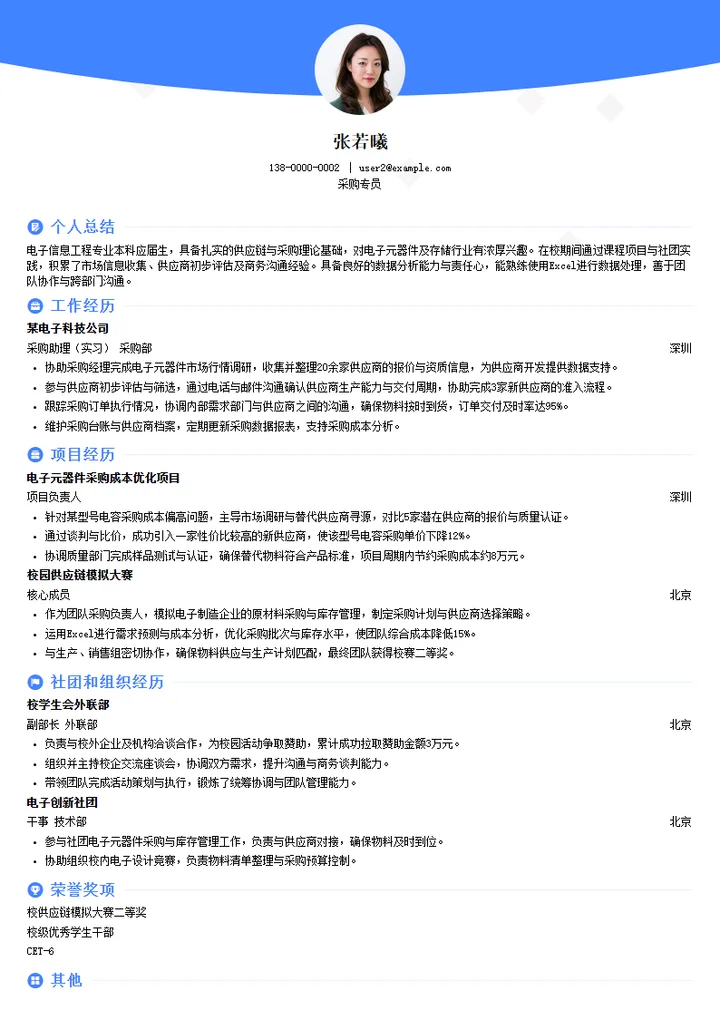 张若曦
138-0000-0002 | user2@example.com
采购专员
个人总结
电子信息工程专业本科应届生，具备扎实的供应链与采购理论基础，对电子元器件及存储行业有浓厚兴趣。在校期间通过课程项目与社团实
践，积累了市场信息收集、供应商初步评估及商务沟通经验。具备良好的数据分析能力与责任心，能熟练使用Excel进行数据处理，善于团
队协作与跨部门沟通。
工作经历
某电子科技公司
采购助理（实习） 采购部 深圳
• 协助采购经理完成电子元器件市场行情调研，收集并整理20余家供应商的报价与资质信息，为供应商开发提供数据支持。
• 参与供应商初步评估与筛选，通过电话与邮件沟通确认供应商生产能力与交付周期，协助完成3家新供应商的准入流程。
• 跟踪采购订单执行情况，协调内部需求部门与供应商之间的沟通，确保物料按时到货，订单交付及时率达95%。
• 维护采购台账与供应商档案，定期更新采购数据报表，支持采购成本分析。
项目经历
电子元器件采购成本优化项目
项目负责人 深圳
• 针对某型号电容采购成本偏高问题，主导市场调研与替代供应商寻源，对比5家潜在供应商的报价与质量认证。
• 通过谈判与比价，成功引入一家性价比较高的新供应商，使该型号电容采购单价下降12%。
• 协调质量部门完成样品测试与认证，确保替代物料符合产品标准，项目周期内节约采购成本约8万元。
校园供应链模拟大赛
核心成员 北京
• 作为团队采购负责人，模拟电子制造企业的原材料采购与库存管理，制定采购计划与供应商选择策略。
• 运用Excel进行需求预测与成本分析，优化采购批次与库存水平，使团队综合成本降低15%。
• 与生产、销售组密切协作，确保物料供应与生产计划匹配，最终团队获得校赛二等奖。
社团和组织经历
校学生会外联部
副部长 外联部 北京
• 负责与校外企业及机构洽谈合作，为校园活动争取赞助，累计成功拉取赞助金额3万元。
• 组织并主持校企交流座谈会，协调双方需求，提升沟通与商务谈判能力。
• 带领团队完成活动策划与执行，锻炼了统筹协调与团队管理能力。
电子创新社团
干事 技术部 北京
• 参与社团电子元器件采购与库存管理工作，负责与供应商对接，确保物料及时到位。
• 协助组织校内电子设计竞赛，负责物料清单整理与采购预算控制。
荣誉奖项
校供应链模拟大赛二等奖
校级优秀学生干部
CET-6
其他